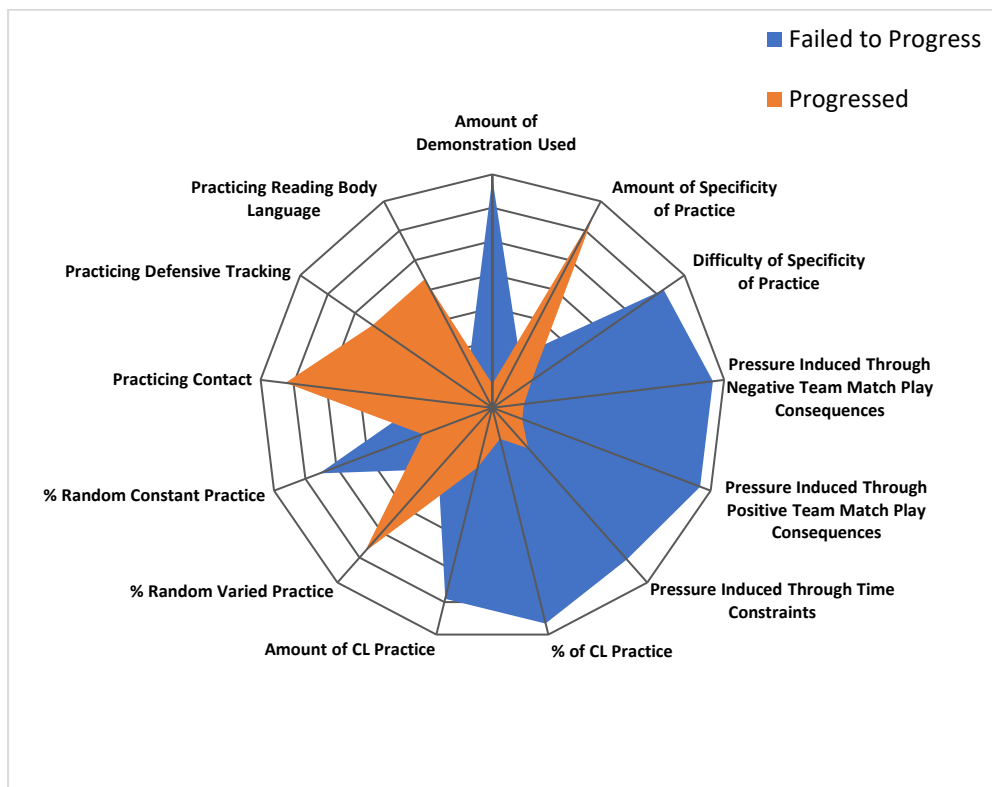 Failed to Progress
Progressed
Amount of
Demonstration Used
Amount of Specificity
of Practice
Difficulty of Specificity
of Practice
Pressure Induced Through
Negative Team Match Play
Consequences
Pressure Induced Through
Positive Team Match Play
Consequences
Pressure Induced Through Time
Constraints
% of CL Practice
Amount of CL Practice
% Random Varied Practice
% Random Constant Practice
Practicing Contact
Practicing Defensive Tracking
Practicing Reading Body
Language